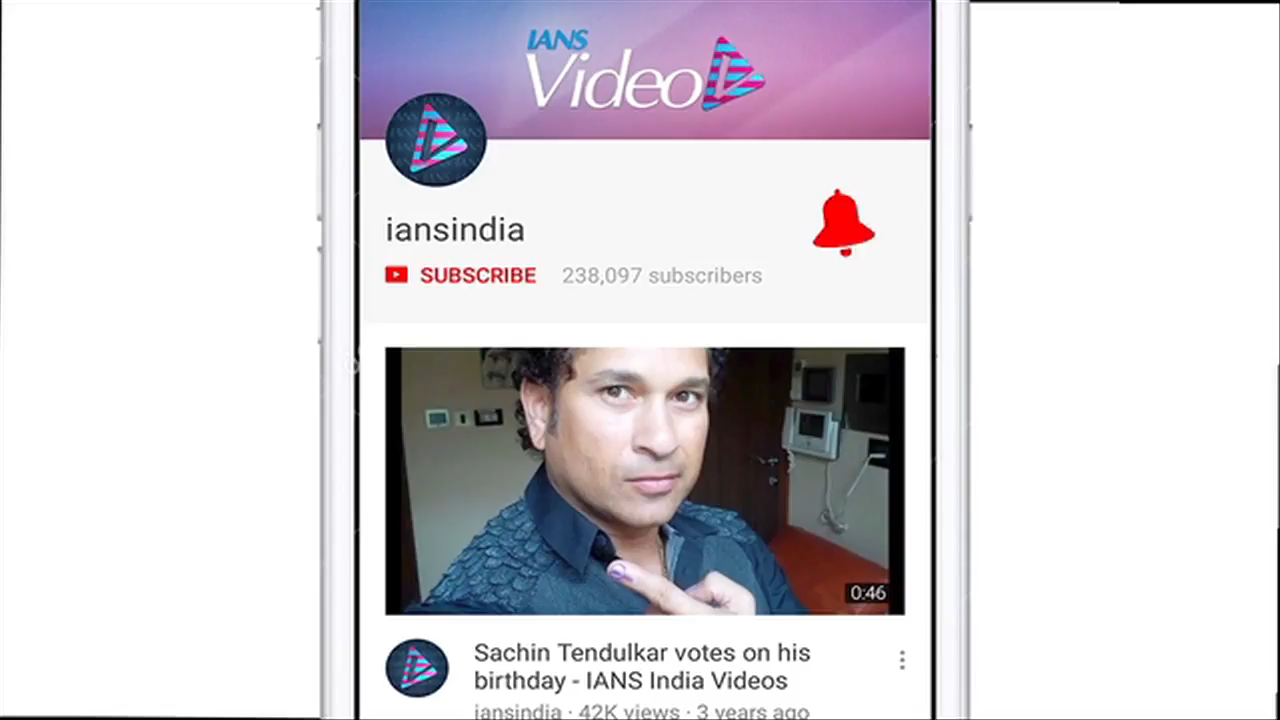 IANS
Video
iansindia
SUBSCRIBE 238,097 subscribers
0:46
Sachin Tendulkar votes on his
birthday - IANS India Videos
iansindia · 42K views · 3 years ago